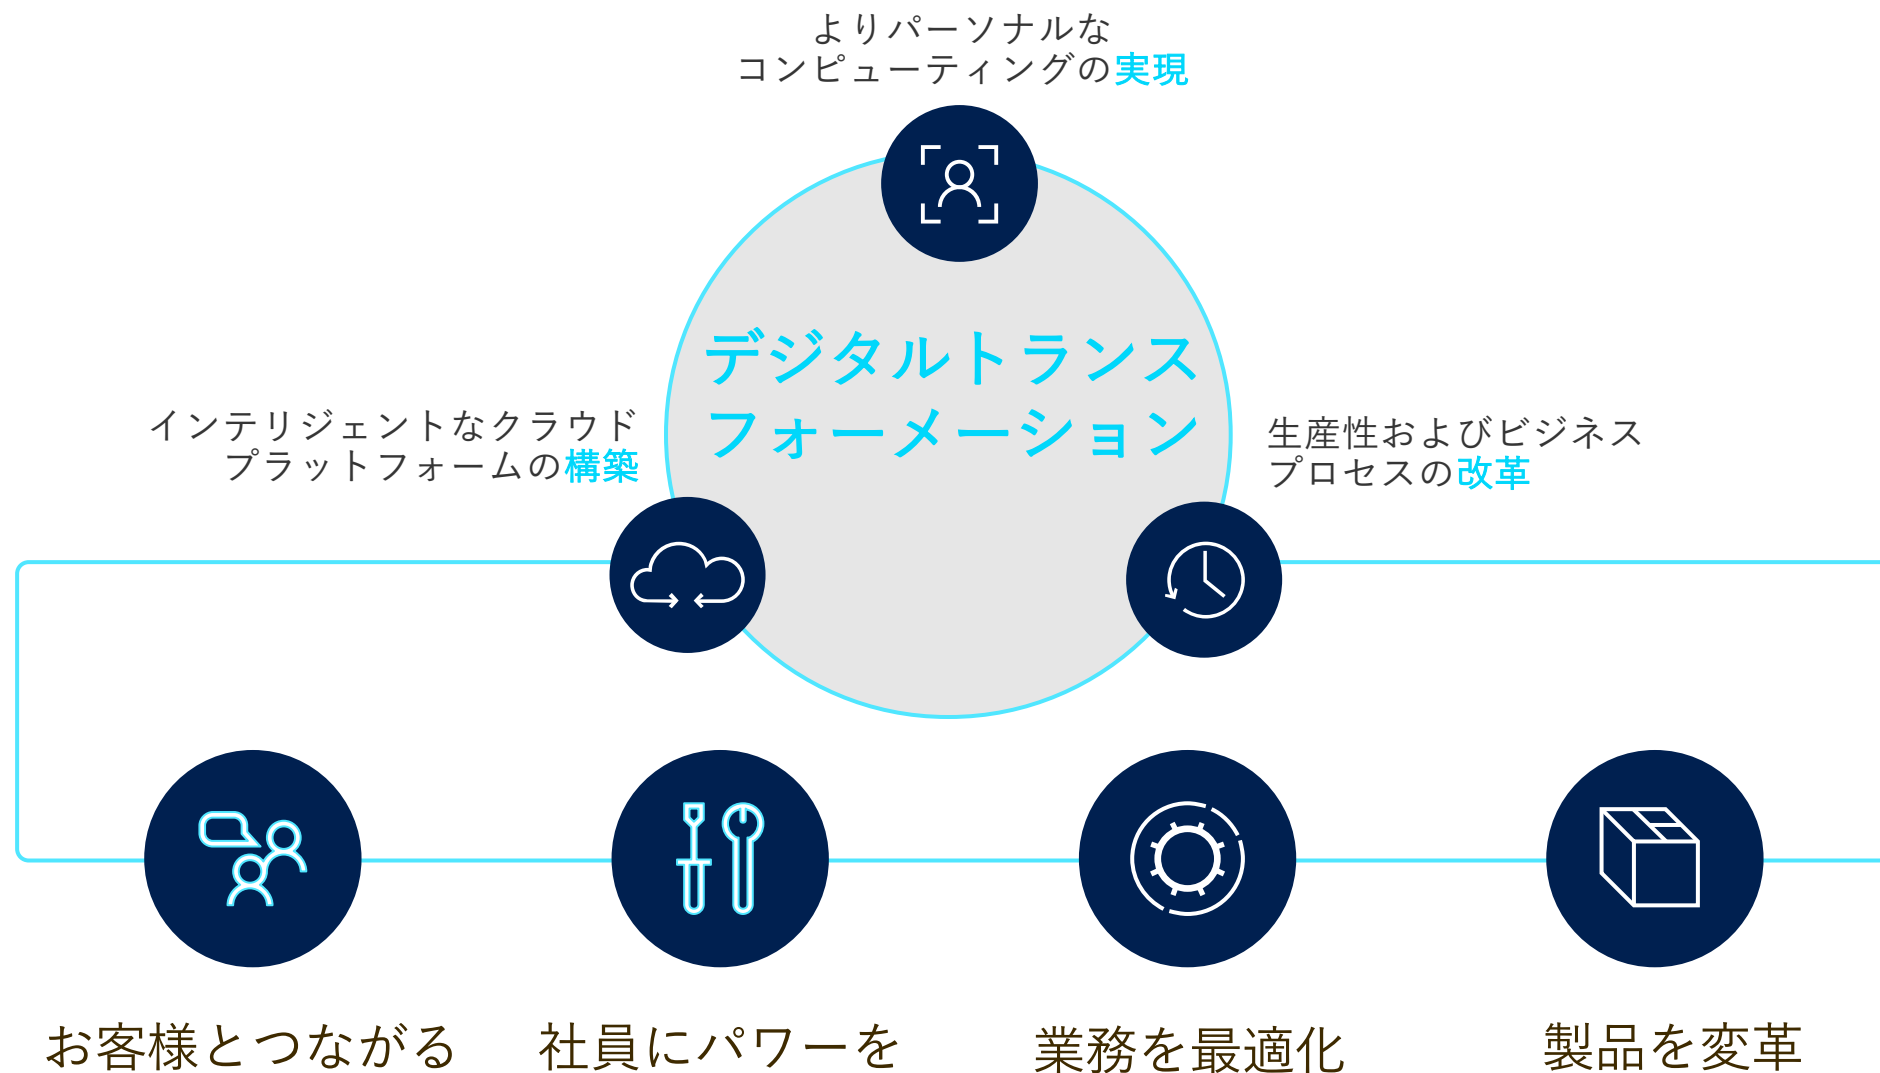 よりパーソナルな
コンピューティングの実現
デジタルトランス
フォーメーション
インテリジェントなクラウド
プラットフォームの構築
生産性およびビジネス
プロセスの改革
お客様とつながる
社員にパワーを
業務を最適化
製品を変革